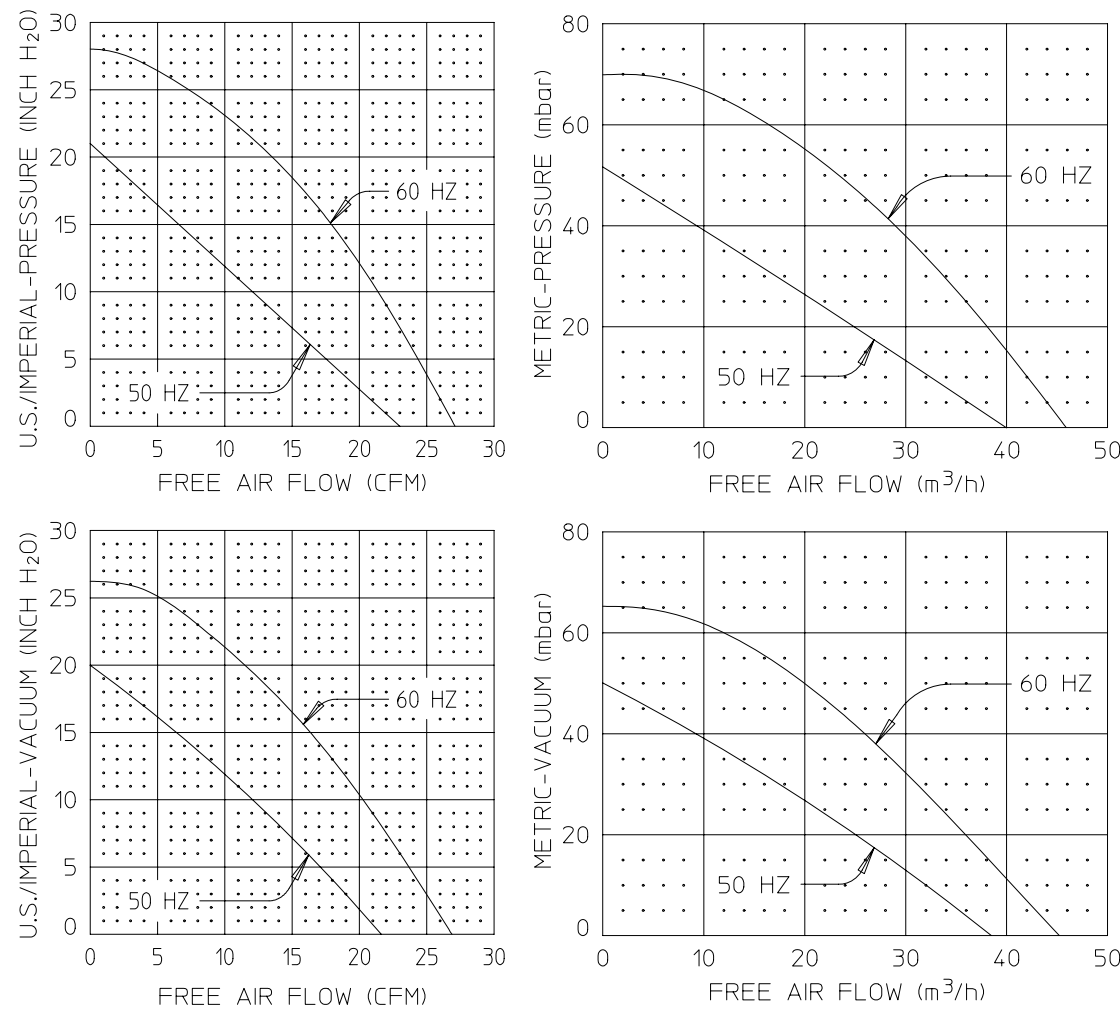 U.S./IMPERIAL-PRESSURE (INCH H₂O)
30
25
20
15
10
5
0
60 HZ
50 HZ
0 5 10 15 20 25 30
FREE AIR FLOW (CFM)
METRIC-PRESSURE (mbar)
80
60
40
20
0
60 HZ
50 HZ
0 10 20 30 40 50
FREE AIR FLOW (m³/h)
U.S./IMPERIAL-VACUUM (INCH H₂O)
30
25
20
15
10
5
0
60 HZ
50 HZ
0 5 10 15 20 25 30
FREE AIR FLOW (CFM)
METRIC-VACUUM (mbar)
80
60
40
20
0
60 HZ
50 HZ
0 10 20 30 40 50
FREE AIR FLOW (m³/h)